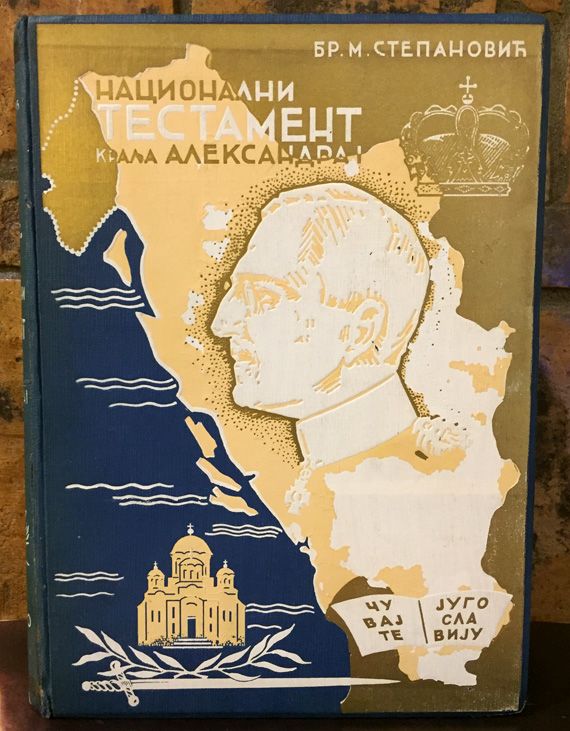 БР. М. СТЕПАНОВИЋ
НАЦИОНАЛНИ
ТЕСТАМЕНТ
КРАЉА АЛЕКСАНДРА I
ЧУ
ВАЈ
ТЕ
ЈУГО
СЛА
ВИЈУ